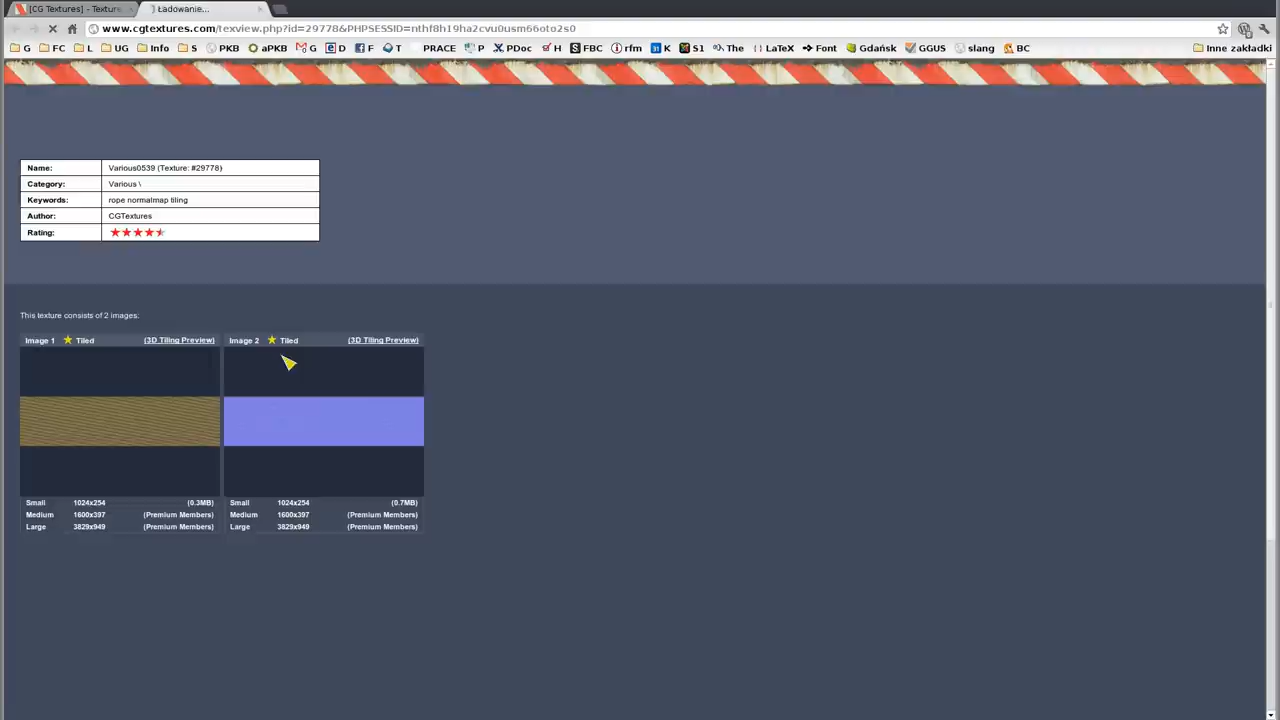 [CG Textures] - Texture Ładowanie...
www.cgtextures.com/texview.php?id=29778&PHPSESSID=nthf8h19ha2cvu0usm66oto2s0
G FC L UG Info S PKB aPKB G D F T PRACE P PDoc H FBC rfm K S1 The LaTeX Font Gdańsk GGUS slang BC Inne zakładki
Name: Various0539 (Texture: #29778)
Category: Various \
Keywords: rope normalmap tiling
Author: CGTextures
Rating:
This texture consists of 2 images:
Image 1 Tiled (3D Tiling Preview) Image 2 Tiled (3D Tiling Preview)
Small 1024x254 (0.3MB) Small 1024x254 (0.7MB)
Medium 1600x397 (Premium Members) Medium 1600x397 (Premium Members)
Large 3829x949 (Premium Members) Large 3829x949 (Premium Members)